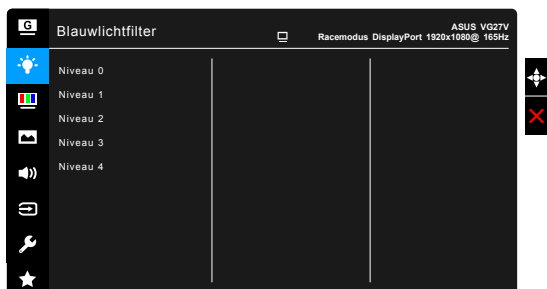 G
Blauwlichtfilter
ASUS VG27V
Racemodus DisplayPort 1920x1080@ 165Hz
Niveau 0
Niveau 1
Niveau 2
Niveau 3
Niveau 4